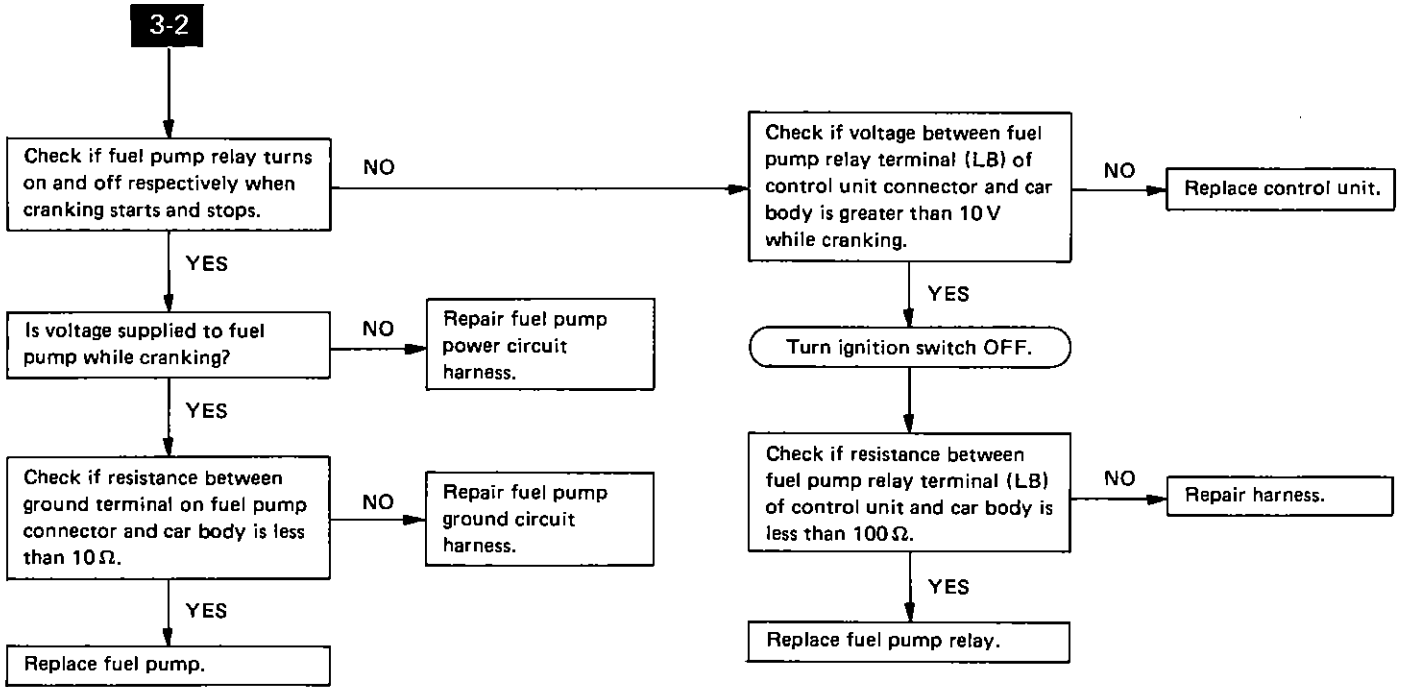 3-2
Check if fuel pump relay turns
on and off respectively when
cranking starts and stops.
NO
YES
Is voltage supplied to fuel
pump while cranking?
NO
Repair fuel pump
power circuit
harness.
YES
Check if resistance between
ground terminal on fuel pump
connector and car body is less
than 10Ω.
NO
Repair fuel pump
ground circuit
harness.
YES
Replace fuel pump.
Check if voltage between fuel
pump relay terminal (LB) of
control unit connector and car
body is greater than 10 V
while cranking.
NO
Replace control unit.
YES
Turn ignition switch OFF.
Check if resistance between
fuel pump relay terminal (LB)
of control unit and car body is
less than 100Ω.
NO
Repair harness.
YES
Replace fuel pump relay.